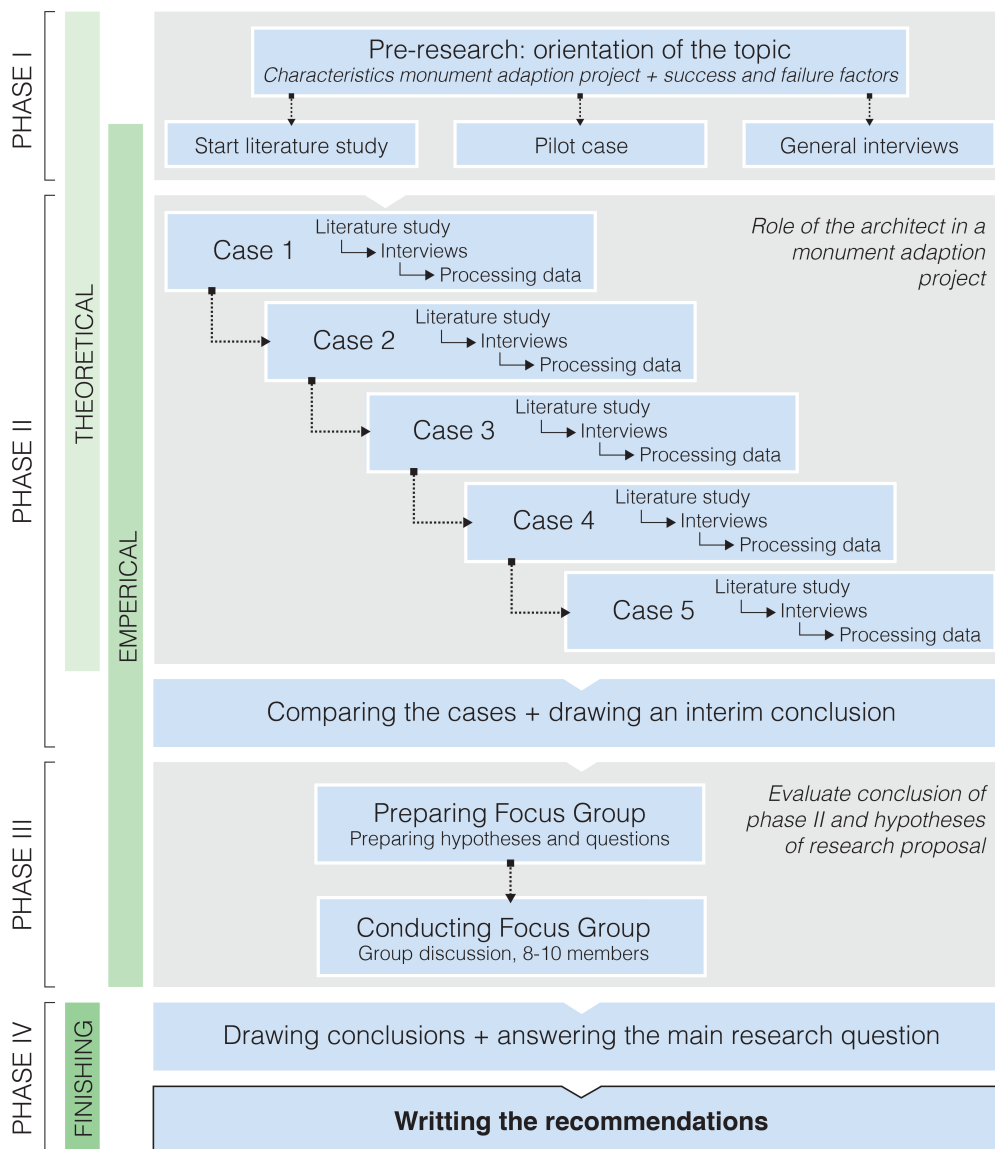 PHASE I
Pre-research: orientation of the topic
Characteristics monument adaption project + success and failure factors
Start literature study
Pilot case
General interviews
PHASE II
THEORETICAL
EMPERICAL
Role of the architect in a
monument adaption
project
Case 1
Literature study
Interviews
Processing data
Case 2
Literature study
Interviews
Processing data
Case 3
Literature study
Interviews
Processing data
Case 4
Literature study
Interviews
Processing data
Case 5
Literature study
Interviews
Processing data
Comparing the cases + drawing an interim conclusion
PHASE III
Preparing Focus Group
Preparing hypotheses and questions
Evaluate conclusion of
phase II and hypotheses
of research proposal
Conducting Focus Group
Group discussion, 8-10 members
PHASE IV
FINISHING
Drawing conclusions + answering the main research question
Writting the recommendations